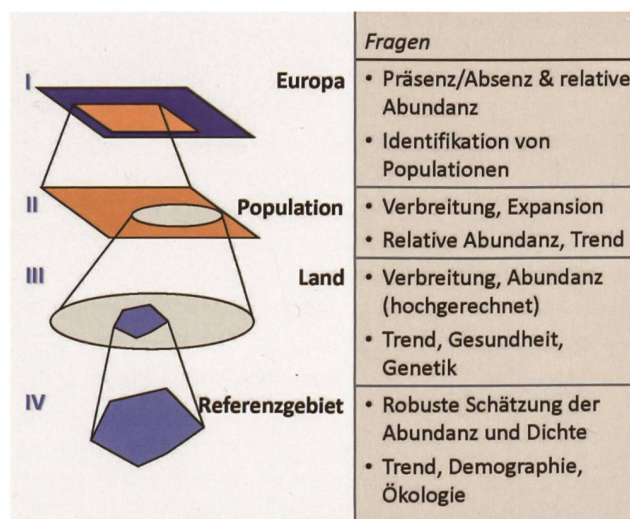 Fragen
I
Europa
• Präsenz/Absenz & relative
Abundanz
• Identifikation von
Populationen
II
Population
• Verbreitung, Expansion
• Relative Abundanz, Trend
III
Land
• Verbreitung, Abundanz
(hochgerechnet)
• Trend, Gesundheit,
Genetik
IV
Referenzgebiet
• Robuste Schätzung der
Abundanz und Dichte
• Trend, Demographie,
Ökologie